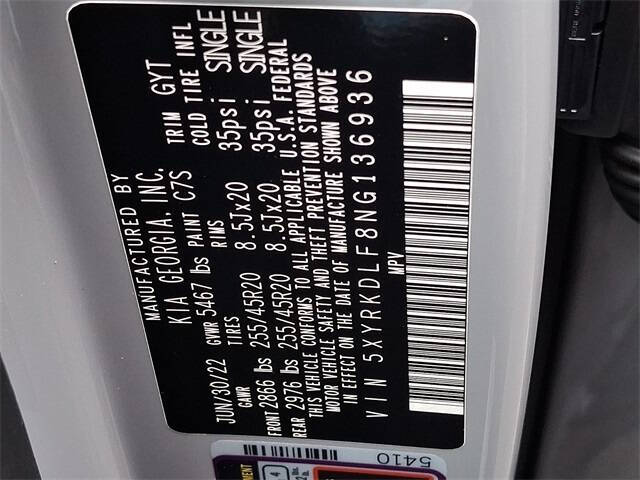 MANUFACTURED BY
KIA GEORGIA, INC.
JUN/30/22 GVWR 5467 lbs PAINT C7S TRIM GYT
GAWR TIRES RIMS COLD TIRE INFL
FRONT 2866 lbs 255/45R20 8.5Jx20 35psi SINGLE
REAR 2976 lbs 255/45R20 8.5Jx20 35psi SINGLE
THIS VEHICLE CONFORMS TO ALL APPLICABLE U.S.A. FEDERAL
MOTOR VEHICLE SAFETY AND THEFT PREVENTION STANDARDS
IN EFFECT ON THE DATE OF MANUFACTURE SHOWN ABOVE
VIN 5XYRKDLF8NG136936
MPV
5410
4